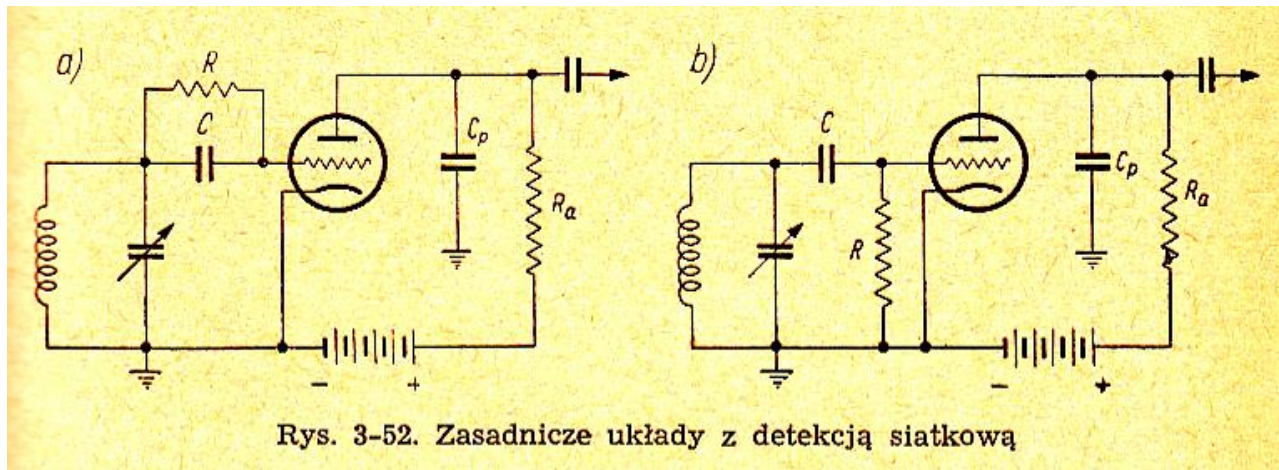 a)
R
C
Cp
Ra
- +
b)
C
R
Cp
Ra
- +
Rys. 3-52. Zasadnicze układy z detekcją siatkową